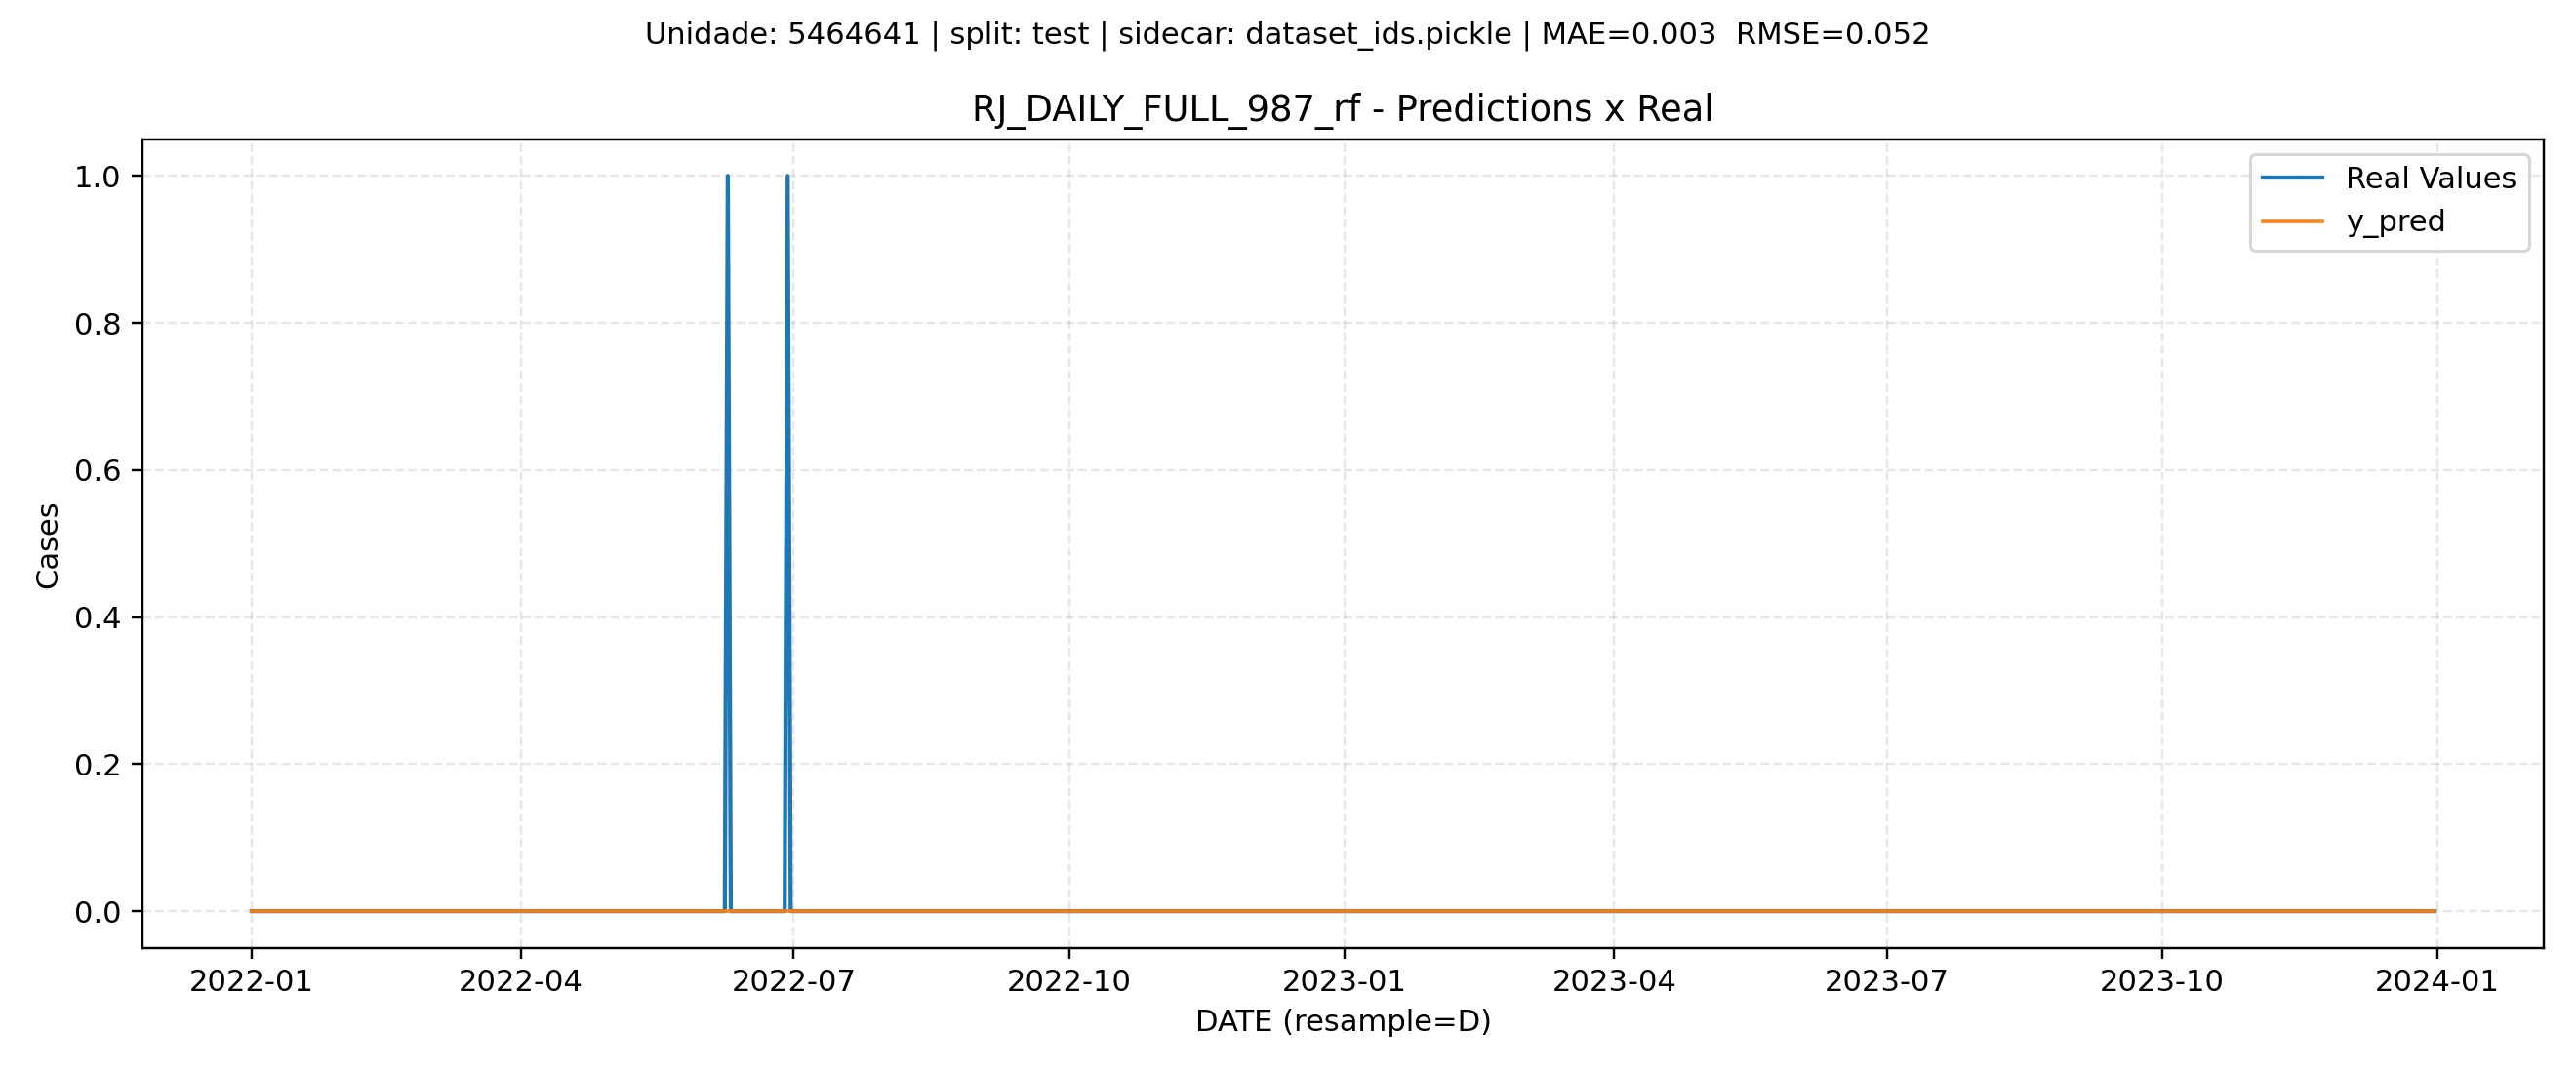 Unidade: 5464641 | split: test | sidecar: dataset_ids.pickle | MAE=0.003  RMSE=0.052
RJ_DAILY_FULL_987_rf - Predictions x Real
Real Values
y_pred
1.0
0.8
0.6
0.4
0.2
0.0
Cases
2022-01
2022-04
2022-07
2022-10
2023-01
2023-04
2023-07
2023-10
2024-01
DATE (resample=D)